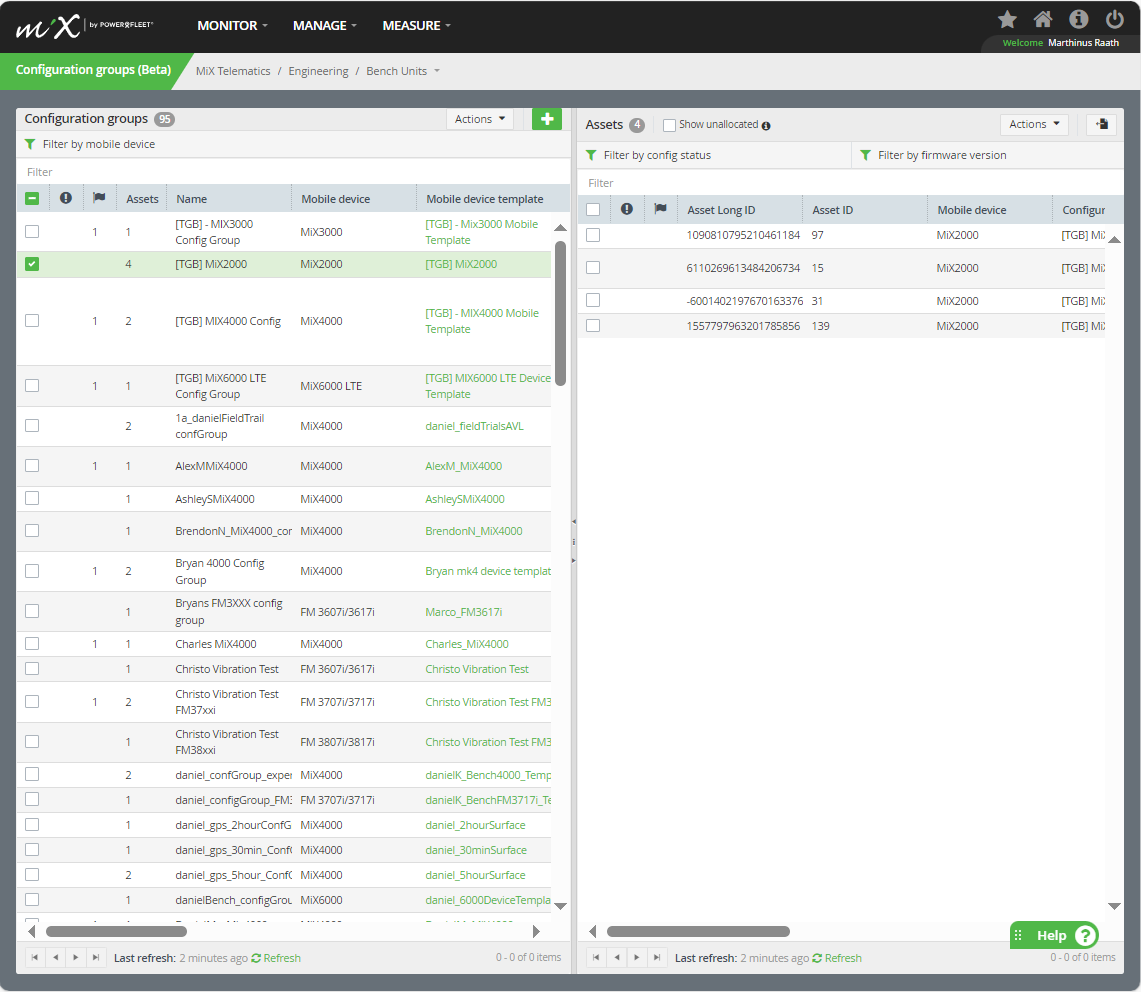 miX by POWERFLEET MONITOR MANAGE MEASURE
Welcome Marthinus Raath
Configuration groups (Beta) MiX Telematics / Engineering / Bench Units
Configuration groups 95 Actions
Filter by mobile device
Filter
Assets Name Mobile device Mobile device template
1 1 [TGB] - MIX3000 Config Group MiX3000 [TGB] - Mix3000 Mobile Template
4 [TGB] MiX2000 MiX2000 [TGB] MiX2000
1 2 [TGB] MIX4000 Config MiX4000 [TGB] - MIX4000 Mobile Template
1 1 [TGB] MiX6000 LTE Config Group MiX6000 LTE [TGB] MIX6000 LTE Device Template
2 1a_danielFieldTrail confGroup MiX4000 daniel_fieldTrialsAVL
1 1 AlexMMiX4000 MiX4000 AlexM_MiX4000
1 AshleySMiX4000 MiX4000 AshleySMiX4000
1 BrendonN_MiX4000_cor MiX4000 BrendonN_MiX4000
1 2 Bryan 4000 Config Group MiX4000 Bryan mk4 device templat
1 Bryans FM3XXX config group FM 3607i/3617i Marco_FM3617i
1 1 Charles MiX4000 MiX4000 Charles_MiX4000
1 Christo Vibration Test FM 3607i/3617i Christo Vibration Test
1 2 Christo Vibration Test FM37xxi FM 3707i/3717i Christo Vibration Test FM3
1 Christo Vibration Test FM38xxi FM 3807i/3817i Christo Vibration Test FM3
2 daniel_confGroup_exper MiX4000 danielK_Bench4000_Temp
1 daniel_configGroup_FM3 FM 3707i/3717i danielK_BenchFM3717i_Te
1 daniel_gps_2hourConfG MiX4000 daniel_2hourSurface
1 daniel_gps_30min_Conf MiX4000 daniel_30minSurface
2 daniel_gps_5hour_Conf MiX4000 daniel_5hourSurface
1 danielBench_configGrou MiX6000 daniel_6000DeviceTempla
Last refresh: 2 minutes ago Refresh 0 - 0 of 0 items
Assets 4 Show unallocated Actions
Filter by config status Filter by firmware version
Filter
Asset Long ID Asset ID Mobile device Configur
1090810795210461184 97 MiX2000 [TGB] Mi
6110269613484206734 15 MiX2000 [TGB] Mi
-6001402197670163376 31 MiX2000 [TGB] Mi
1557797963201785856 139 MiX2000 [TGB] Mi
Help ?
Last refresh: 2 minutes ago Refresh 0 - 0 of 0 items